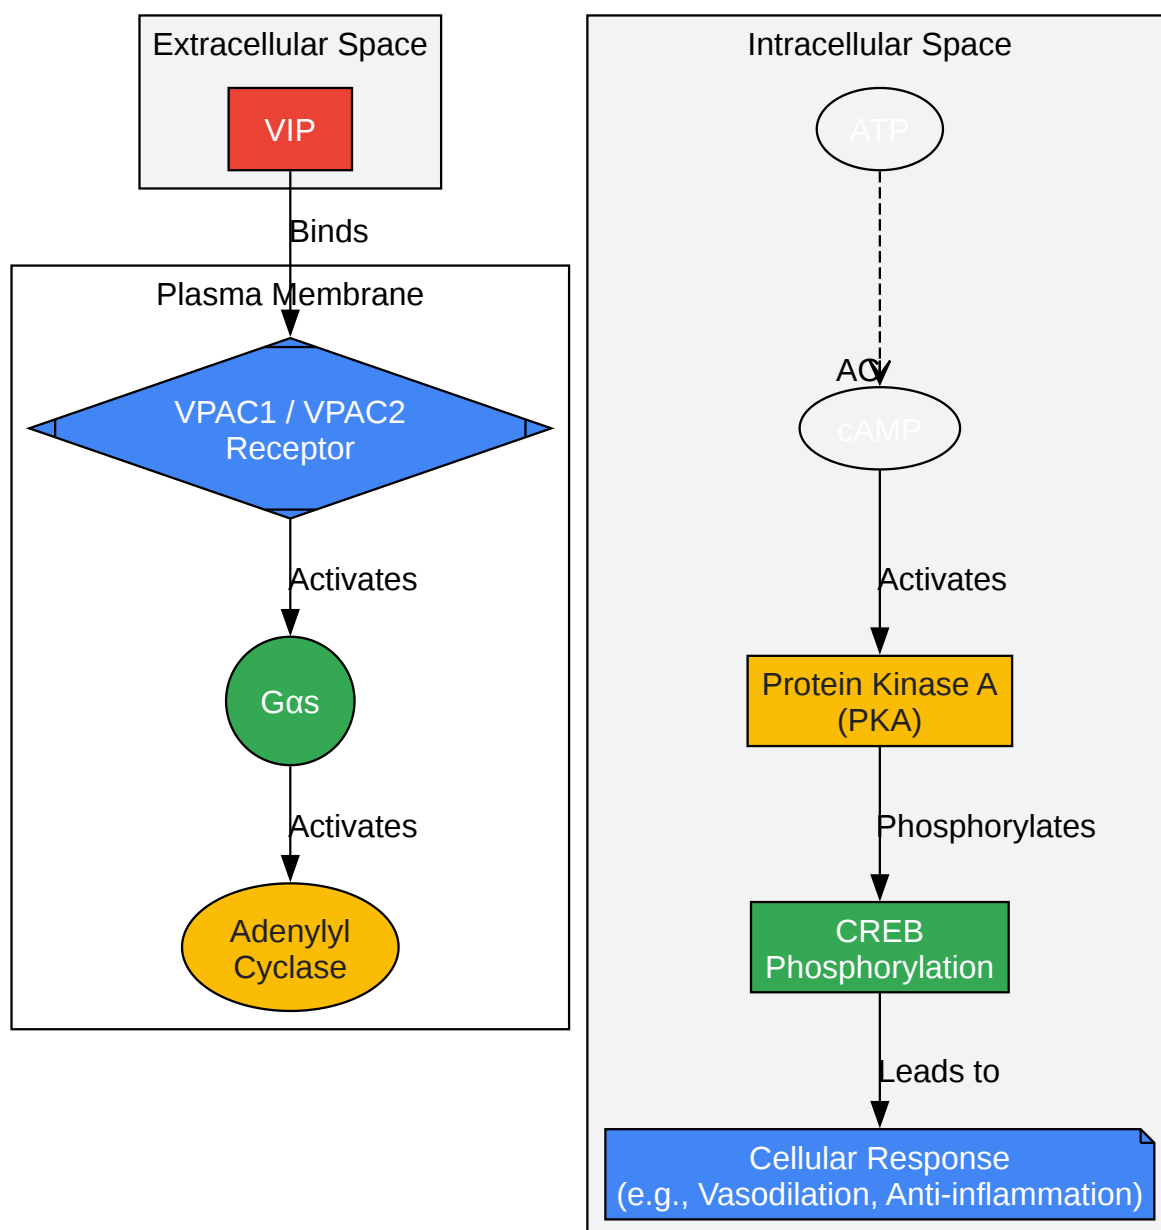 Extracellular Space
VIP
Binds
Plasma Membrane
VPAC1 / VPAC2
Receptor
Activates
Gαs
Activates
Adenylyl
Cyclase
Intracellular Space
ATP
AC
cAMP
Activates
Protein Kinase A
(PKA)
Phosphorylates
CREB
Phosphorylation
Leads to
Cellular Response
(e.g., Vasodilation, Anti-inflammation)